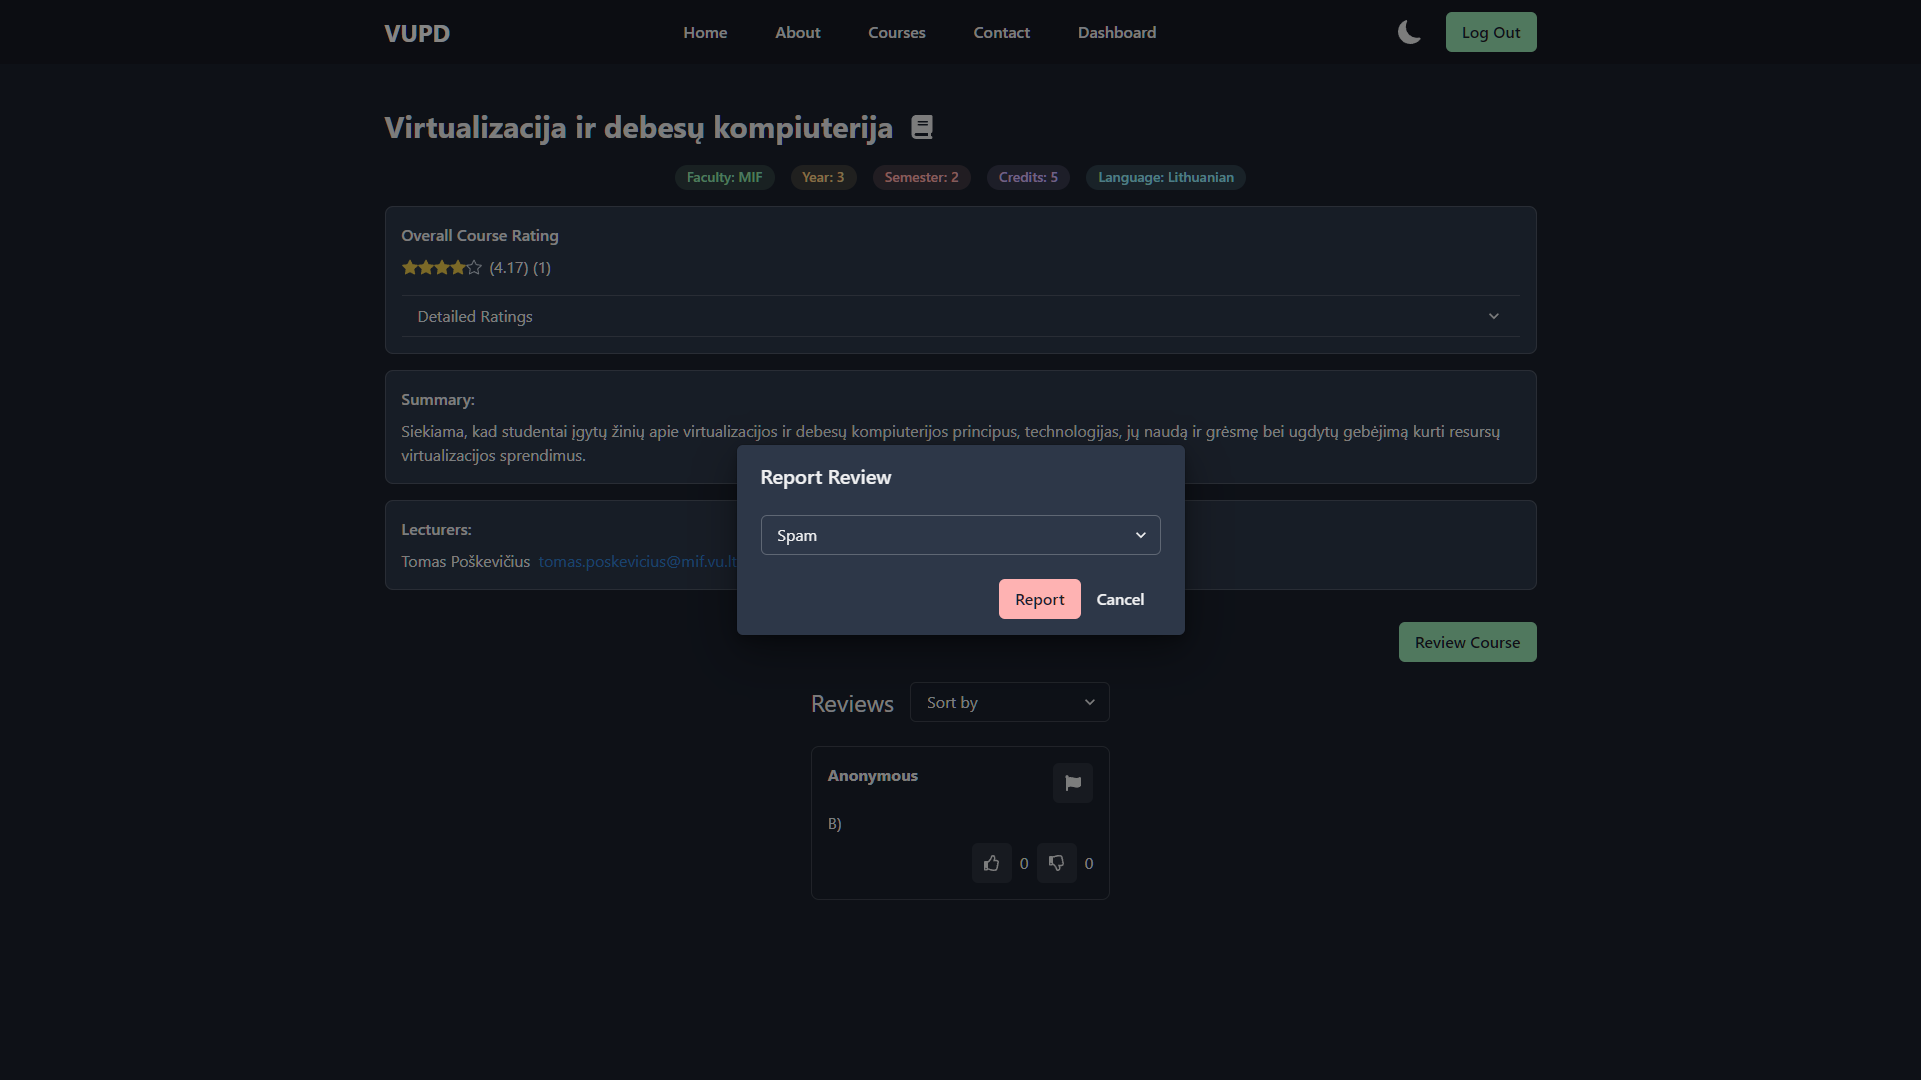 VUPD
Home
About
Courses
Contact
Dashboard
Log Out
Virtualizacija ir debesų kompiuterija
Faculty: MIF
Year: 3
Semester: 2
Credits: 5
Language: Lithuanian
Overall Course Rating
(4.17) (1)
Detailed Ratings
Summary:
Siekiama, kad studentai įgytų žinių apie virtualizacijos ir debesų kompiuterijos principus, technologijas, jų naudą ir grėsmę bei ugdytų gebėjimą kurti resursų
virtualizacijos sprendimus.
Lecturers:
Tomas Poškevičius tomas.poskevicius@mif.vu.lt
Report Review
Spam
Report
Cancel
Review Course
Reviews
Sort by
Anonymous
B)
0
0